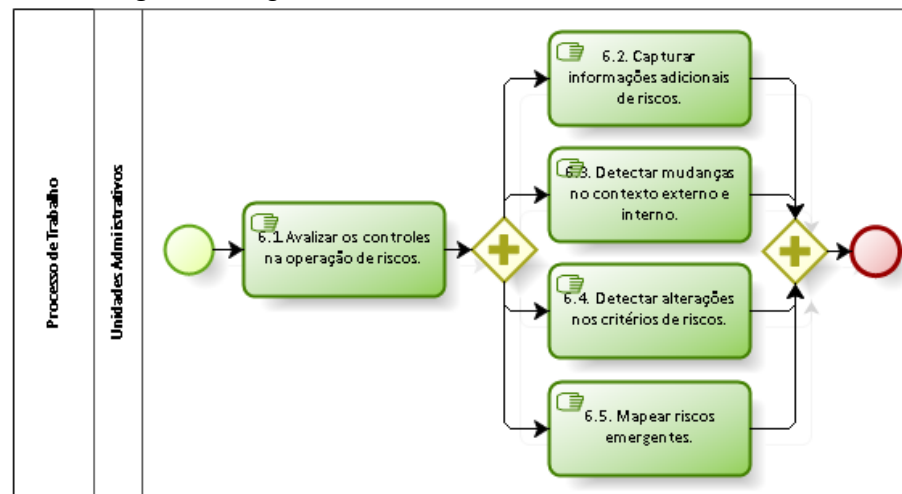 Processo de Trabalho
Unidades Admiistrativos
6.1 Avalizar os controles
na operação de riscos.
6.2. Capturar
informações adicionais
de riscos.
6.3. Detectar mudanças
no contexto externo e
interno.
6.4. Detectar alterações
nos critérios de riscos.
6.5. Mapear riscos
emergentes.